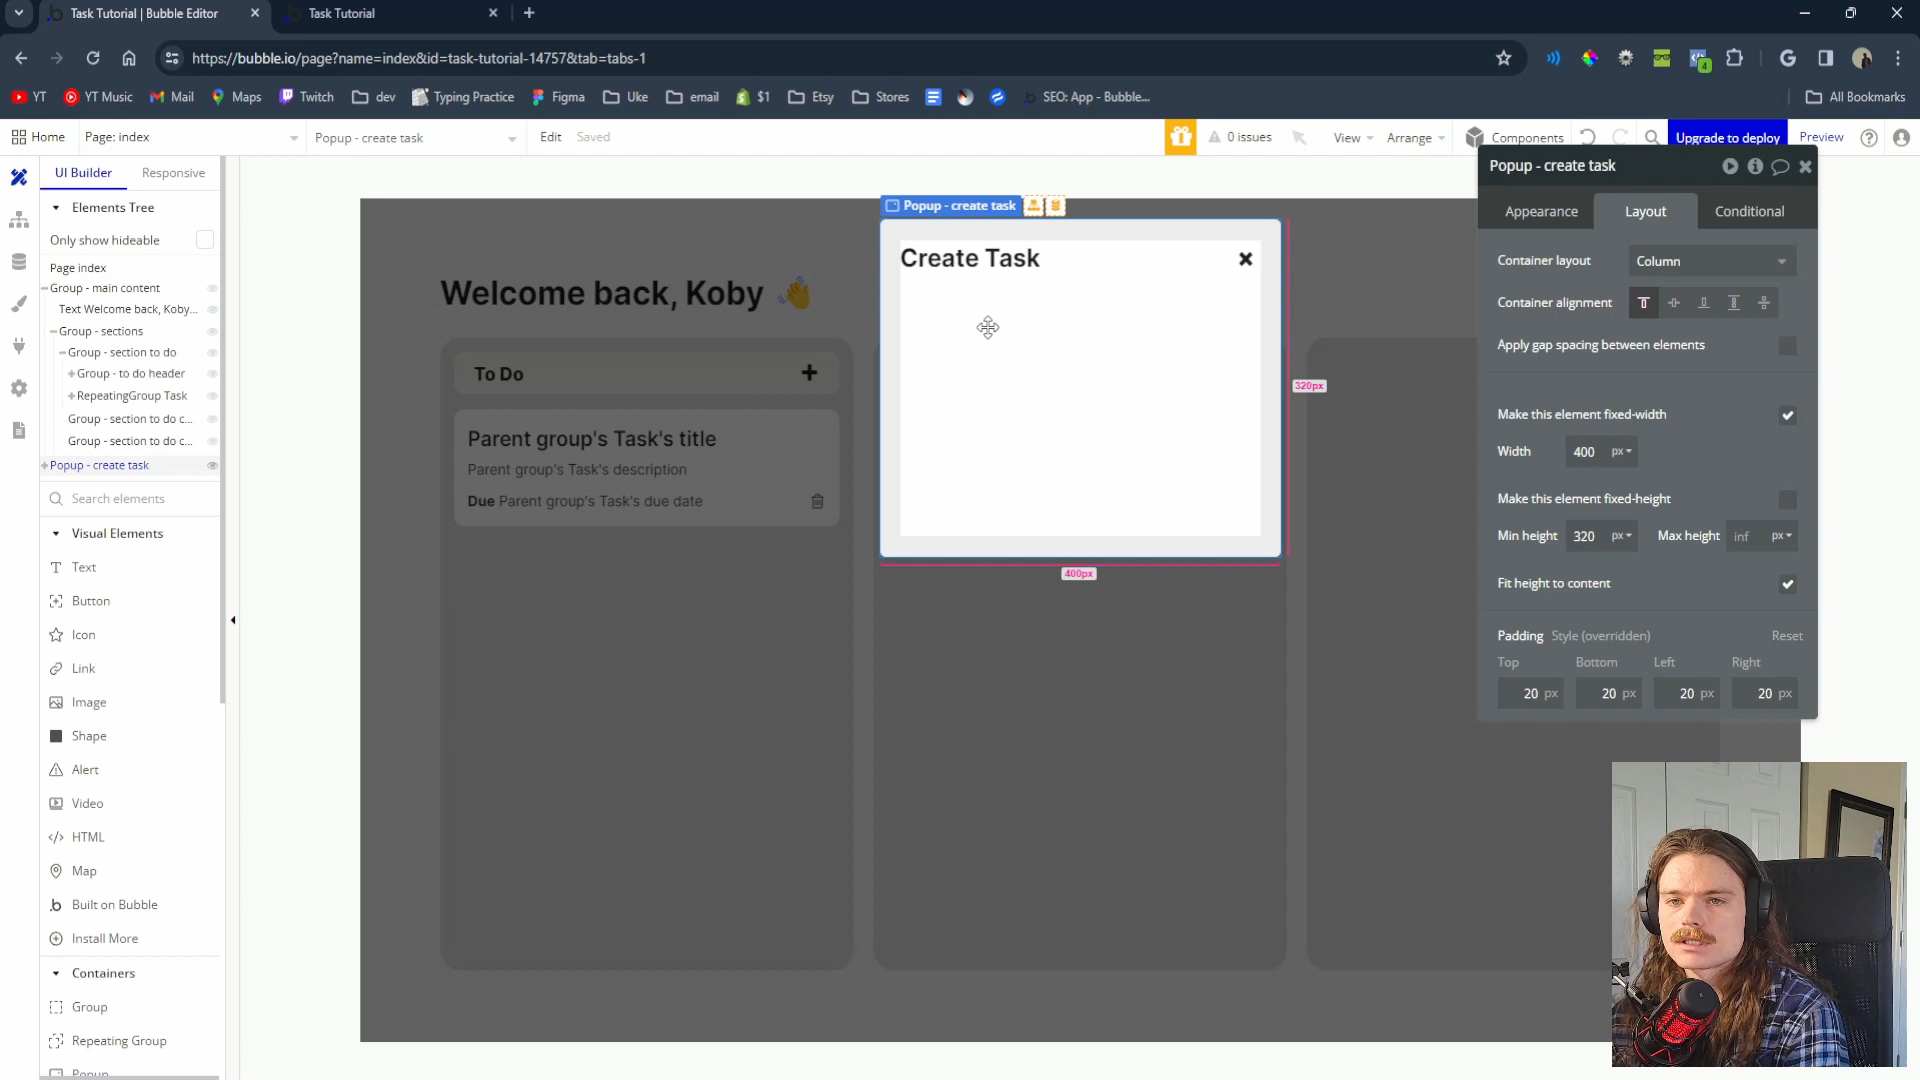 Task Tutorial | Bubble Editor
Task Tutorial
https://bubble.io/page?name=index&id=task-tutorial-14757&tab=tabs-1
YT
YT Music
Mail
Maps
Twitch
dev
Typing Practice
Figma
Uke
email
$1
Etsy
Stores
SEO: App - Bubble...
All Bookmarks
Home
Page: index
Popup - create task
Edit
Saved
0 issues
View
Arrange
Components
Upgrade to deploy
Preview
UI Builder
Responsive
Elements Tree
Only show hideable
Page index
Group - main content
Text Welcome back, Koby...
Group - sections
Group - section to do
Group - to do header
RepeatingGroup Task
Group - section to do c...
Group - section to do c...
Popup - create task
Search elements
Visual Elements
Text
Button
Icon
Link
Image
Shape
Alert
Video
HTML
Map
Built on Bubble
Install More
Containers
Group
Repeating Group
Popup
Welcome back, Koby 👋
To Do
Parent group's Task's title
Parent group's Task's description
Due Parent group's Task's due date
Popup - create task
Create Task
320px
400px
Popup - create task
Appearance
Layout
Conditional
Container layout
Column
Container alignment
Apply gap spacing between elements
Make this element fixed-width
Width 400 px
Make this element fixed-height
Min height 320 px Max height inf px
Fit height to content
Padding Style (overridden) Reset
Top Bottom Left Right
20 px 20 px 20 px 20 px